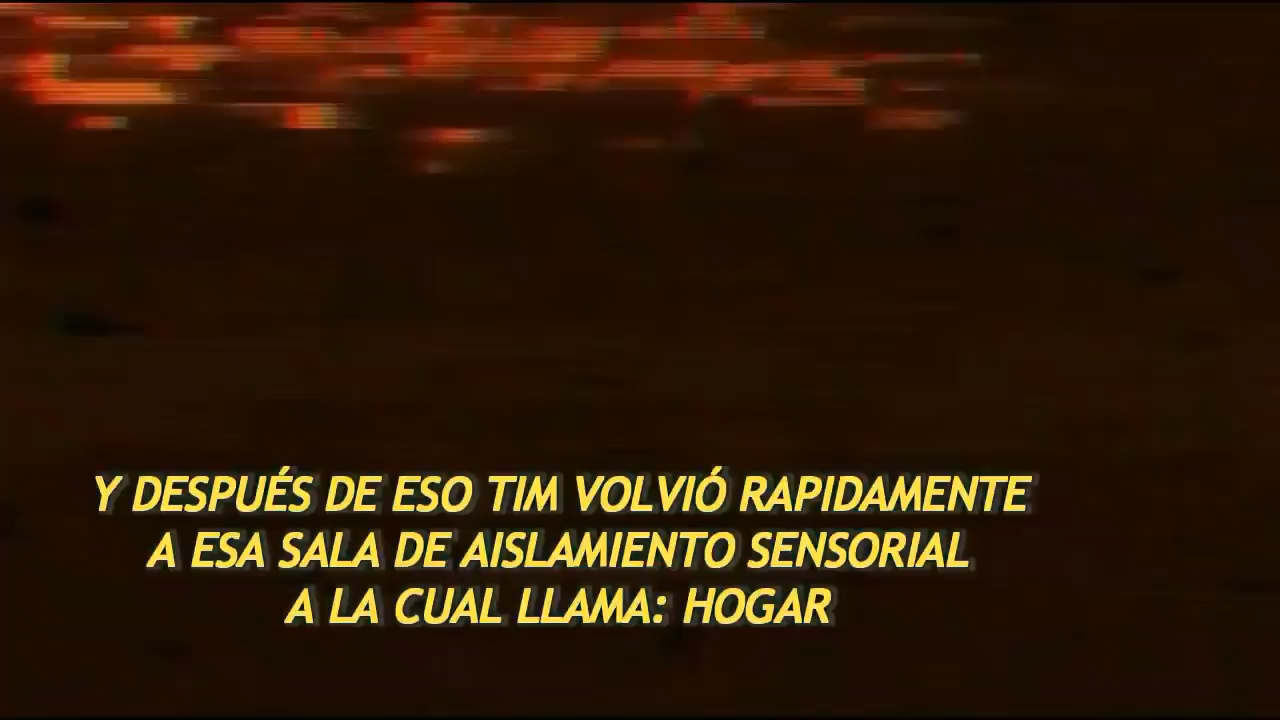 Y DESPUÉS DE ESO TIM VOLVIÓ RAPIDAMENTE
A ESA SALA DE AISLAMIENTO SENSORIAL
A LA CUAL LLAMA: HOGAR